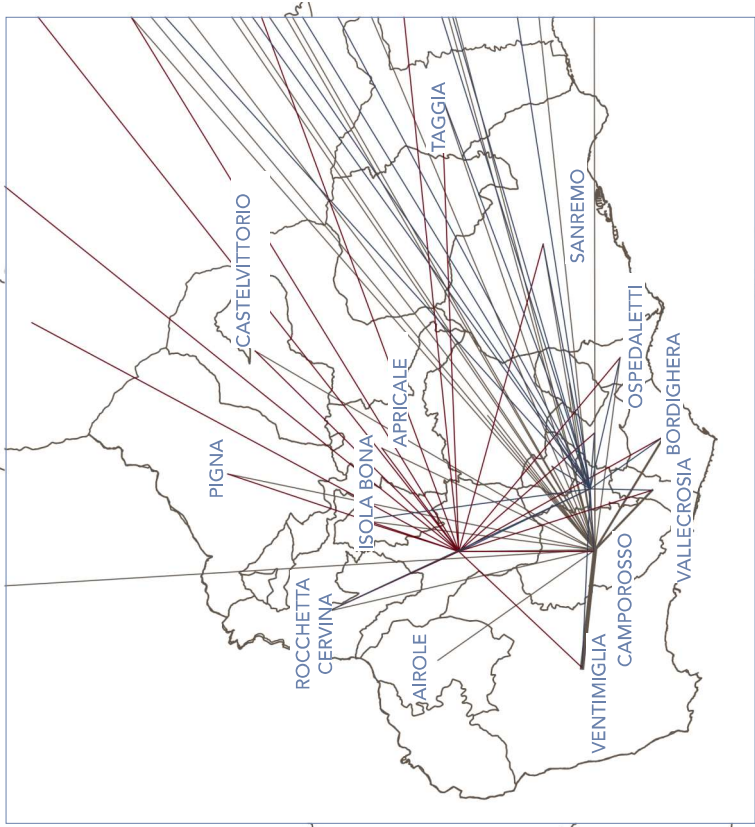 TAGGIA
CASTELVITTORIO
SANREMO
OSPEDALETTI
BORDIGHERA
APRICALE
PIGNA
ISOLA BONA
VALLECROSIA
ROCCHETTA
CERVINA
CAMPOROSSO
AIROLE
VENTIMIGLIA